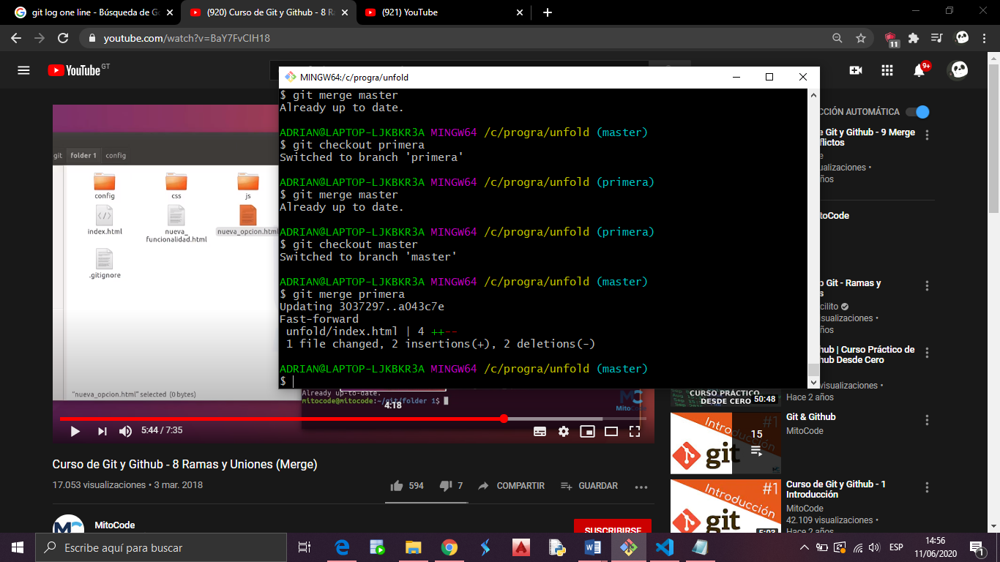 git log one line - Búsqueda de Go
(920) Curso de Git y Github - 8 Ra
(921) YouTube
youtube.com/watch?v=BaY7FvClH18
11
YouTube GT
9+
MINGW64:/c/progra/unfold
$ git merge master
Already up to date.
ADRIAN@LAPTOP-LJKBKR3A MINGW64 /c/progra/unfold (master)
$ git checkout primera
Switched to branch 'primera'
ADRIAN@LAPTOP-LJKBKR3A MINGW64 /c/progra/unfold (primera)
$ git merge master
Already up to date.
ADRIAN@LAPTOP-LJKBKR3A MINGW64 /c/progra/unfold (primera)
$ git checkout master
Switched to branch 'master'
ADRIAN@LAPTOP-LJKBKR3A MINGW64 /c/progra/unfold (master)
$ git merge primera
Updating 3037297..a043c7e
Fast-forward
unfold/index.html | 4 ++--
1 file changed, 2 insertions(+), 2 deletions(-)
ADRIAN@LAPTOP-LJKBKR3A MINGW64 /c/progra/unfold (master)
$
git folder 1 config
config css js
index.html nueva_funcionalidad.html nueva_opcion.html
.gitignore
"nueva_opcion.html" selected (0 bytes)
Already up-to-date.
mitocode@mitocode:~/git/folder 1$
4:18
MitoCode
5:44 / 7:35
Curso de Git y Github - 8 Ramas y Uniones (Merge)
17.053 visualizaciones • 3 mar. 2018
594 7 COMPARTIR GUARDAR
MitoCode
SUSCRIBIRSE
CCIÓN AUTOMÁTICA
e Git y Github - 9 Merge
flictos
e
ualizaciones •
ños
itoCode
o Git - Ramas y
s
cilito
sualizaciones •
ños
hub | Curso Práctico de
hub Desde Cero
visualizaciones •
Hace 2 años
CURSO PRÁCTICO
DESDE CERO 50:48
Git & Github
MitoCode
Introducción #1
git
15
Curso de Git y Github - 1
Introducción
MitoCode
42.109 visualizaciones •
Hace 2 años
Introducción #1
git
5:03
Escribe aquí para buscar
ESP
14:56
11/06/2020
1